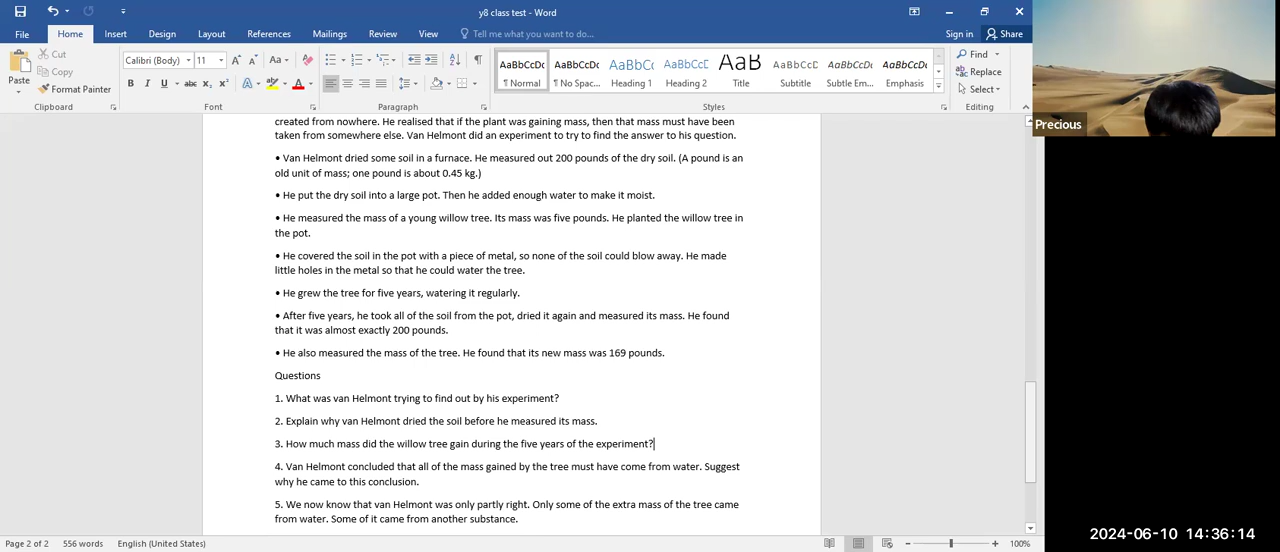 y8 class test - Word
File Home Insert Design Layout References Mailings Review View Tell me what you want to do... Sign in Share
Paste Cut Copy Format Painter
Calibri (Body) 11 Aa
B I U abc X₂ X² A A
AaBbCcDc AaBbCcDc AaBbCc AaBbCcE AaB AaBbCcD AaBbCcDc AaBbCcDc
¶ Normal ¶ No Spac... Heading 1 Heading 2 Title Subtitle Subtle Em... Emphasis
Find Replace Select
Clipboard Font Paragraph Styles Editing
Precious
created from nowhere. He realised that if the plant was gaining mass, then that mass must have been
taken from somewhere else. Van Helmont did an experiment to try to find the answer to his question.
• Van Helmont dried some soil in a furnace. He measured out 200 pounds of the dry soil. (A pound is an
old unit of mass; one pound is about 0.45 kg.)
• He put the dry soil into a large pot. Then he added enough water to make it moist.
• He measured the mass of a young willow tree. Its mass was five pounds. He planted the willow tree in
the pot.
• He covered the soil in the pot with a piece of metal, so none of the soil could blow away. He made
little holes in the metal so that he could water the tree.
• He grew the tree for five years, watering it regularly.
• After five years, he took all of the soil from the pot, dried it again and measured its mass. He found
that it was almost exactly 200 pounds.
• He also measured the mass of the tree. He found that its new mass was 169 pounds.
Questions
1. What was van Helmont trying to find out by his experiment?
2. Explain why van Helmont dried the soil before he measured its mass.
3. How much mass did the willow tree gain during the five years of the experiment?
4. Van Helmont concluded that all of the mass gained by the tree must have come from water. Suggest
why he came to this conclusion.
5. We now know that van Helmont was only partly right. Only some of the extra mass of the tree came
from water. Some of it came from another substance.
Page 2 of 2 556 words English (United States) 100%
2024-06-10 14:36:14